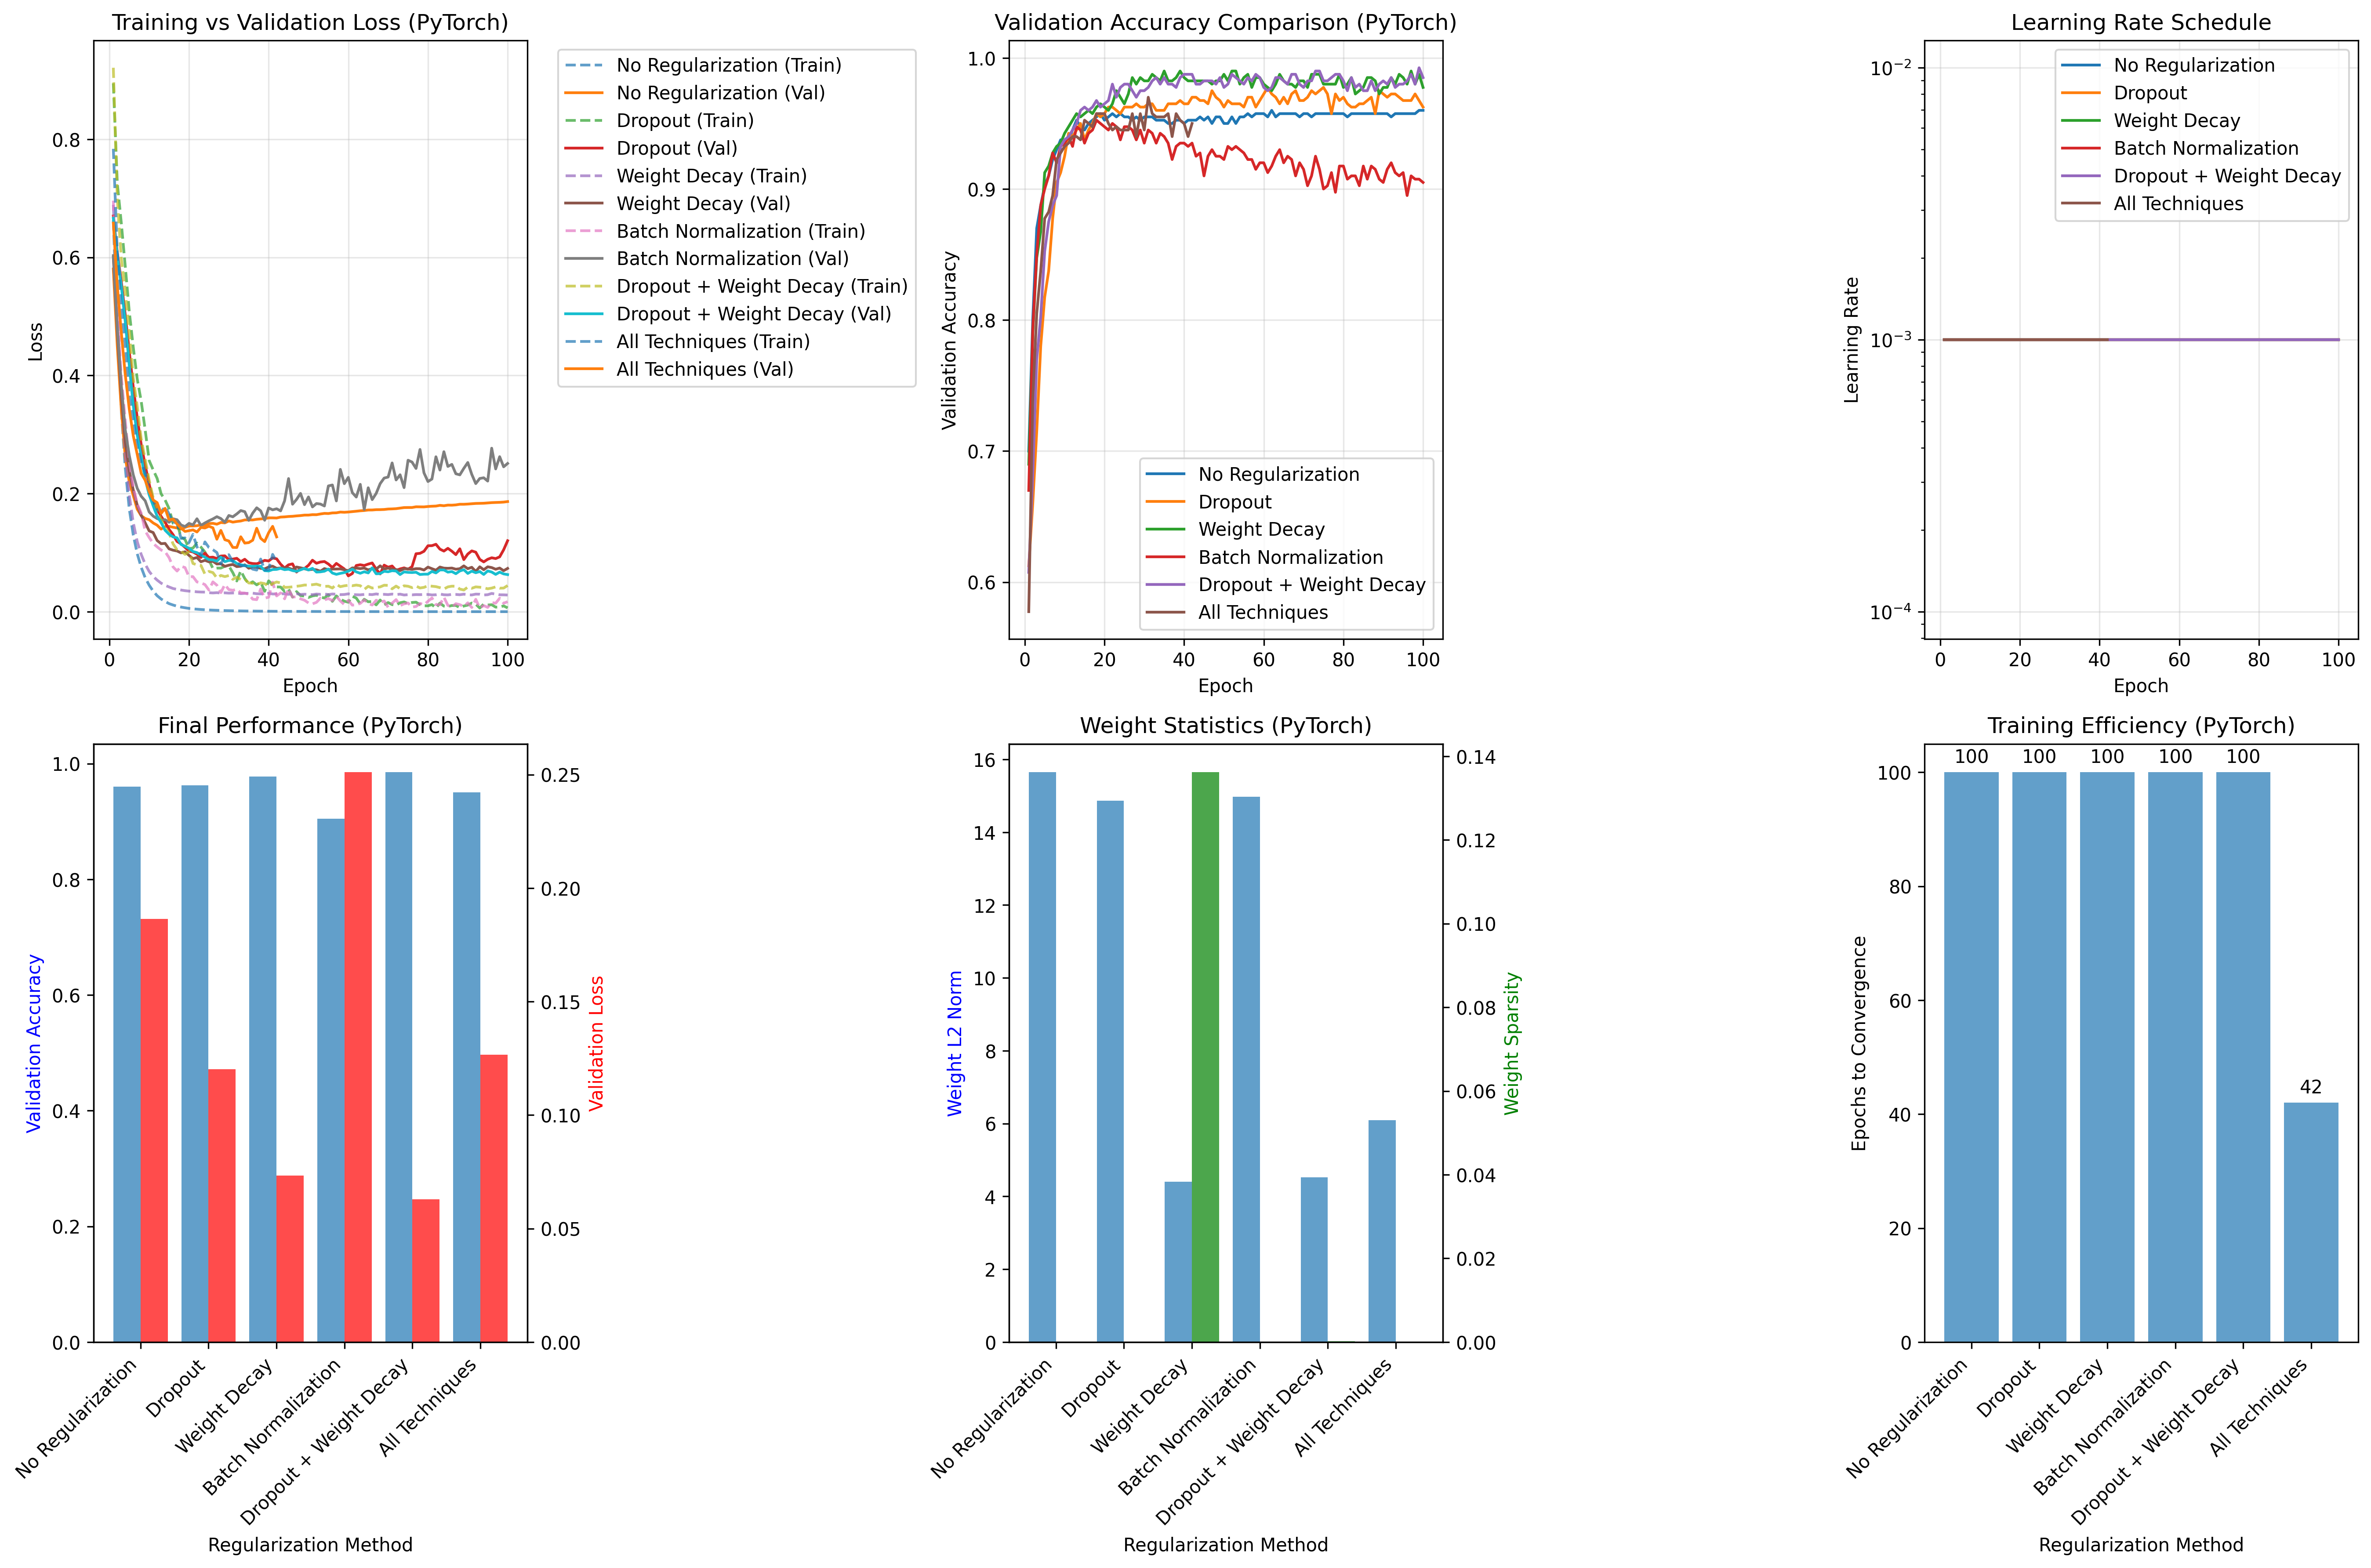 Training vs Validation Loss (PyTorch)
Loss
0.8
0.6
0.4
0.2
0.0
0 20 40 60 80 100
Epoch
No Regularization (Train)
No Regularization (Val)
Dropout (Train)
Dropout (Val)
Weight Decay (Train)
Weight Decay (Val)
Batch Normalization (Train)
Batch Normalization (Val)
Dropout + Weight Decay (Train)
Dropout + Weight Decay (Val)
All Techniques (Train)
All Techniques (Val)
Validation Accuracy Comparison (PyTorch)
Validation Accuracy
1.0
0.9
0.8
0.7
0.6
No Regularization
Dropout
Weight Decay
Batch Normalization
Dropout + Weight Decay
All Techniques
0 20 40 60 80 100
Epoch
Learning Rate Schedule
Learning Rate
10⁻²
10⁻³
10⁻⁴
No Regularization
Dropout
Weight Decay
Batch Normalization
Dropout + Weight Decay
All Techniques
0 20 40 60 80 100
Epoch
Final Performance (PyTorch)
Validation Accuracy
1.0
0.8
0.6
0.4
0.2
0.0
0.25
0.20
0.15
0.10
0.05
0.00
Validation Loss
No Regularization
Dropout
Weight Decay
Batch Normalization
Dropout + Weight Decay
All Techniques
Regularization Method
Weight Statistics (PyTorch)
Weight L2 Norm
16
14
12
10
8
6
4
2
0
0.14
0.12
0.10
0.08
0.06
0.04
0.02
0.00
Weight Sparsity
No Regularization
Dropout
Weight Decay
Batch Normalization
Dropout + Weight Decay
All Techniques
Regularization Method
Training Efficiency (PyTorch)
Epochs to Convergence
100
80
60
40
20
0
100 100 100 100 100
42
No Regularization
Dropout
Weight Decay
Batch Normalization
Dropout + Weight Decay
All Techniques
Regularization Method